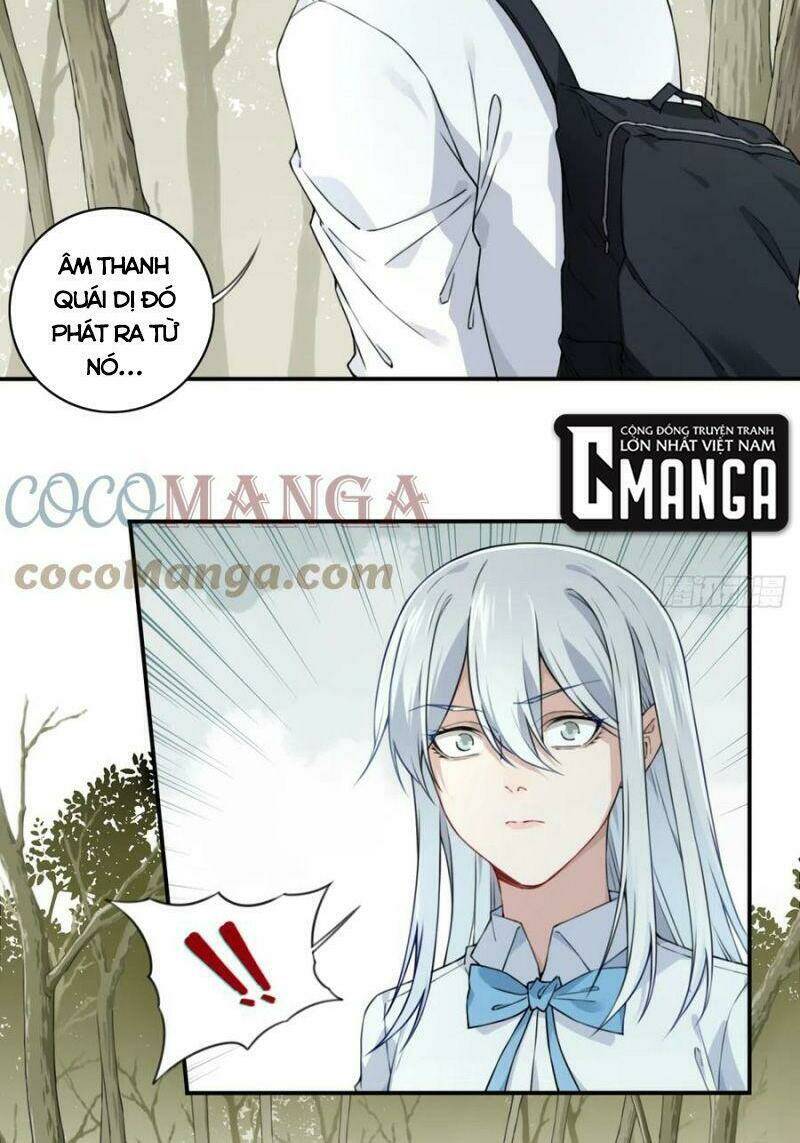 ÂM THANH
QUÁI DỊ ĐÓ
PHÁT RA TỪ
NÓ...
CỘNG ĐỒNG TRUYỆN TRANH
LỚN NHẤT VIỆT NAM
CMANGA
COCOMANGA
cocoManga.com
!!